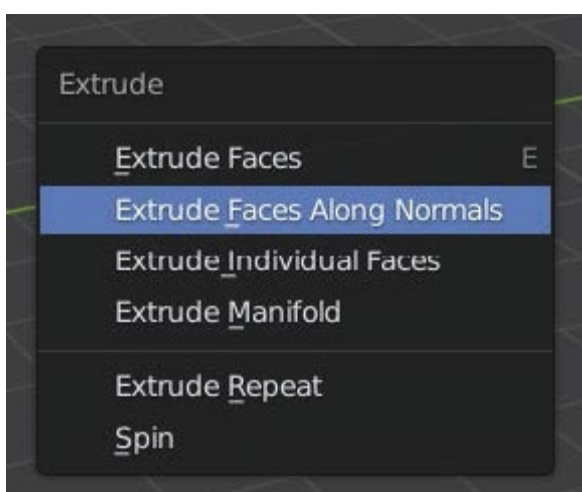 Extrude
Extrude Faces E
Extrude Faces Along Normals
Extrude Individual Faces
Extrude Manifold
Extrude Repeat
Spin